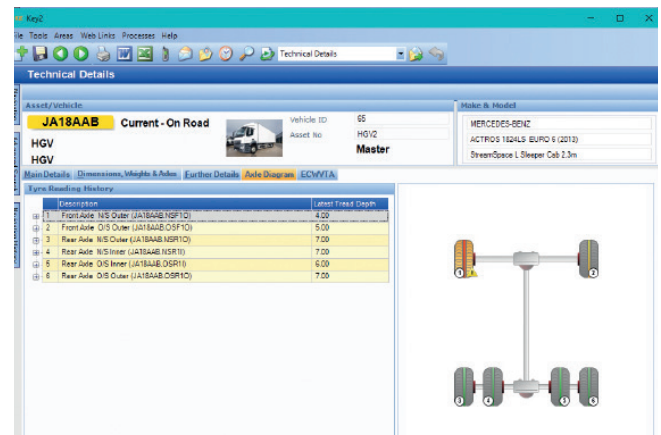 Key2
File Tools Areas Web Links Processes Help
Technical Details
Technical Details
Asset/Vehicle
JA18AAB Current - On Road
HGV
HGV
Vehicle ID 65
Asset No HGV2
Master
Make & Model
MERCEDES-BENZ
ACTROS 1824LS EURO 6 (2013)
StreamSpace L Sleeper Cab 2.3m
Main Details Dimensions, Weights & Axles Further Details Axle Diagram ECWVTA
Tyre Reading History
Description Latest Tread Depth
1 Front Axle N/S Outer (JA18AAB.NSF1O) 4.00
2 Front Axle O/S Outer (JA18AAB.OSF1O) 5.00
3 Rear Axle N/S Outer (JA18AAB.NSR1O) 7.00
4 Rear Axle N/S Inner (JA18AAB.NSR1I) 7.00
5 Rear Axle O/S Inner (JA18AAB.OSR1I) 6.00
6 Rear Axle O/S Outer (JA18AAB.OSR1O) 7.00
1 2
3 4 5 6